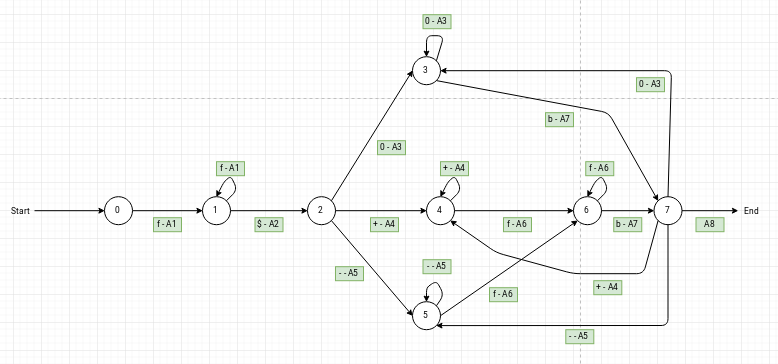 0 - A3
3
0 - A3
b - A7
0 - A3
f - A1
+ - A4
f - A6
Start
0
1
2
4
6
7
End
f - A1
$ - A2
+ - A4
f - A6
b - A7
A8
- - A5
- - A5
f - A6
+ - A4
5
- - A5